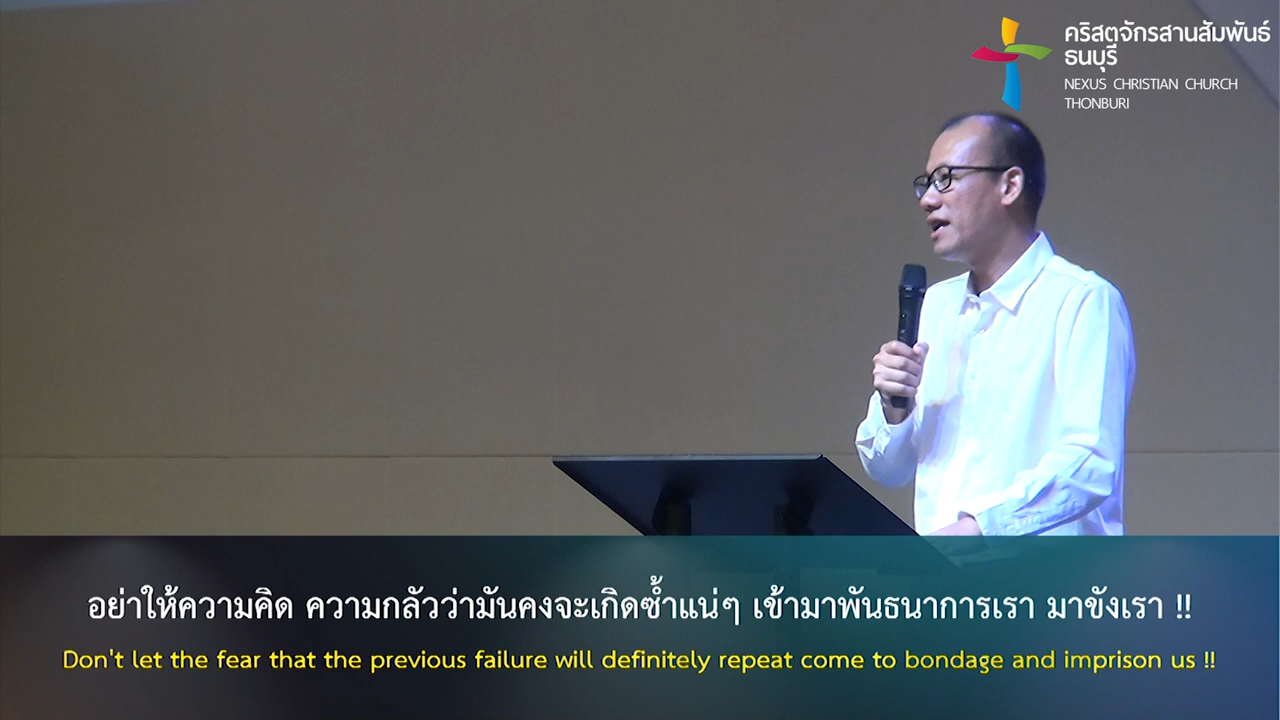 คริสตจักรสานสัมพันธ์
ธนบุรี
NEXUS CHRISTIAN CHURCH
THONBURI
อย่าให้ความคิด ความกลัวว่ามันคงจะเกิดซ้ำแน่ๆ เข้ามาพันธนาการเรา มาขังเรา !!
Don't let the fear that the previous failure will definitely repeat come to bondage and imprison us !!